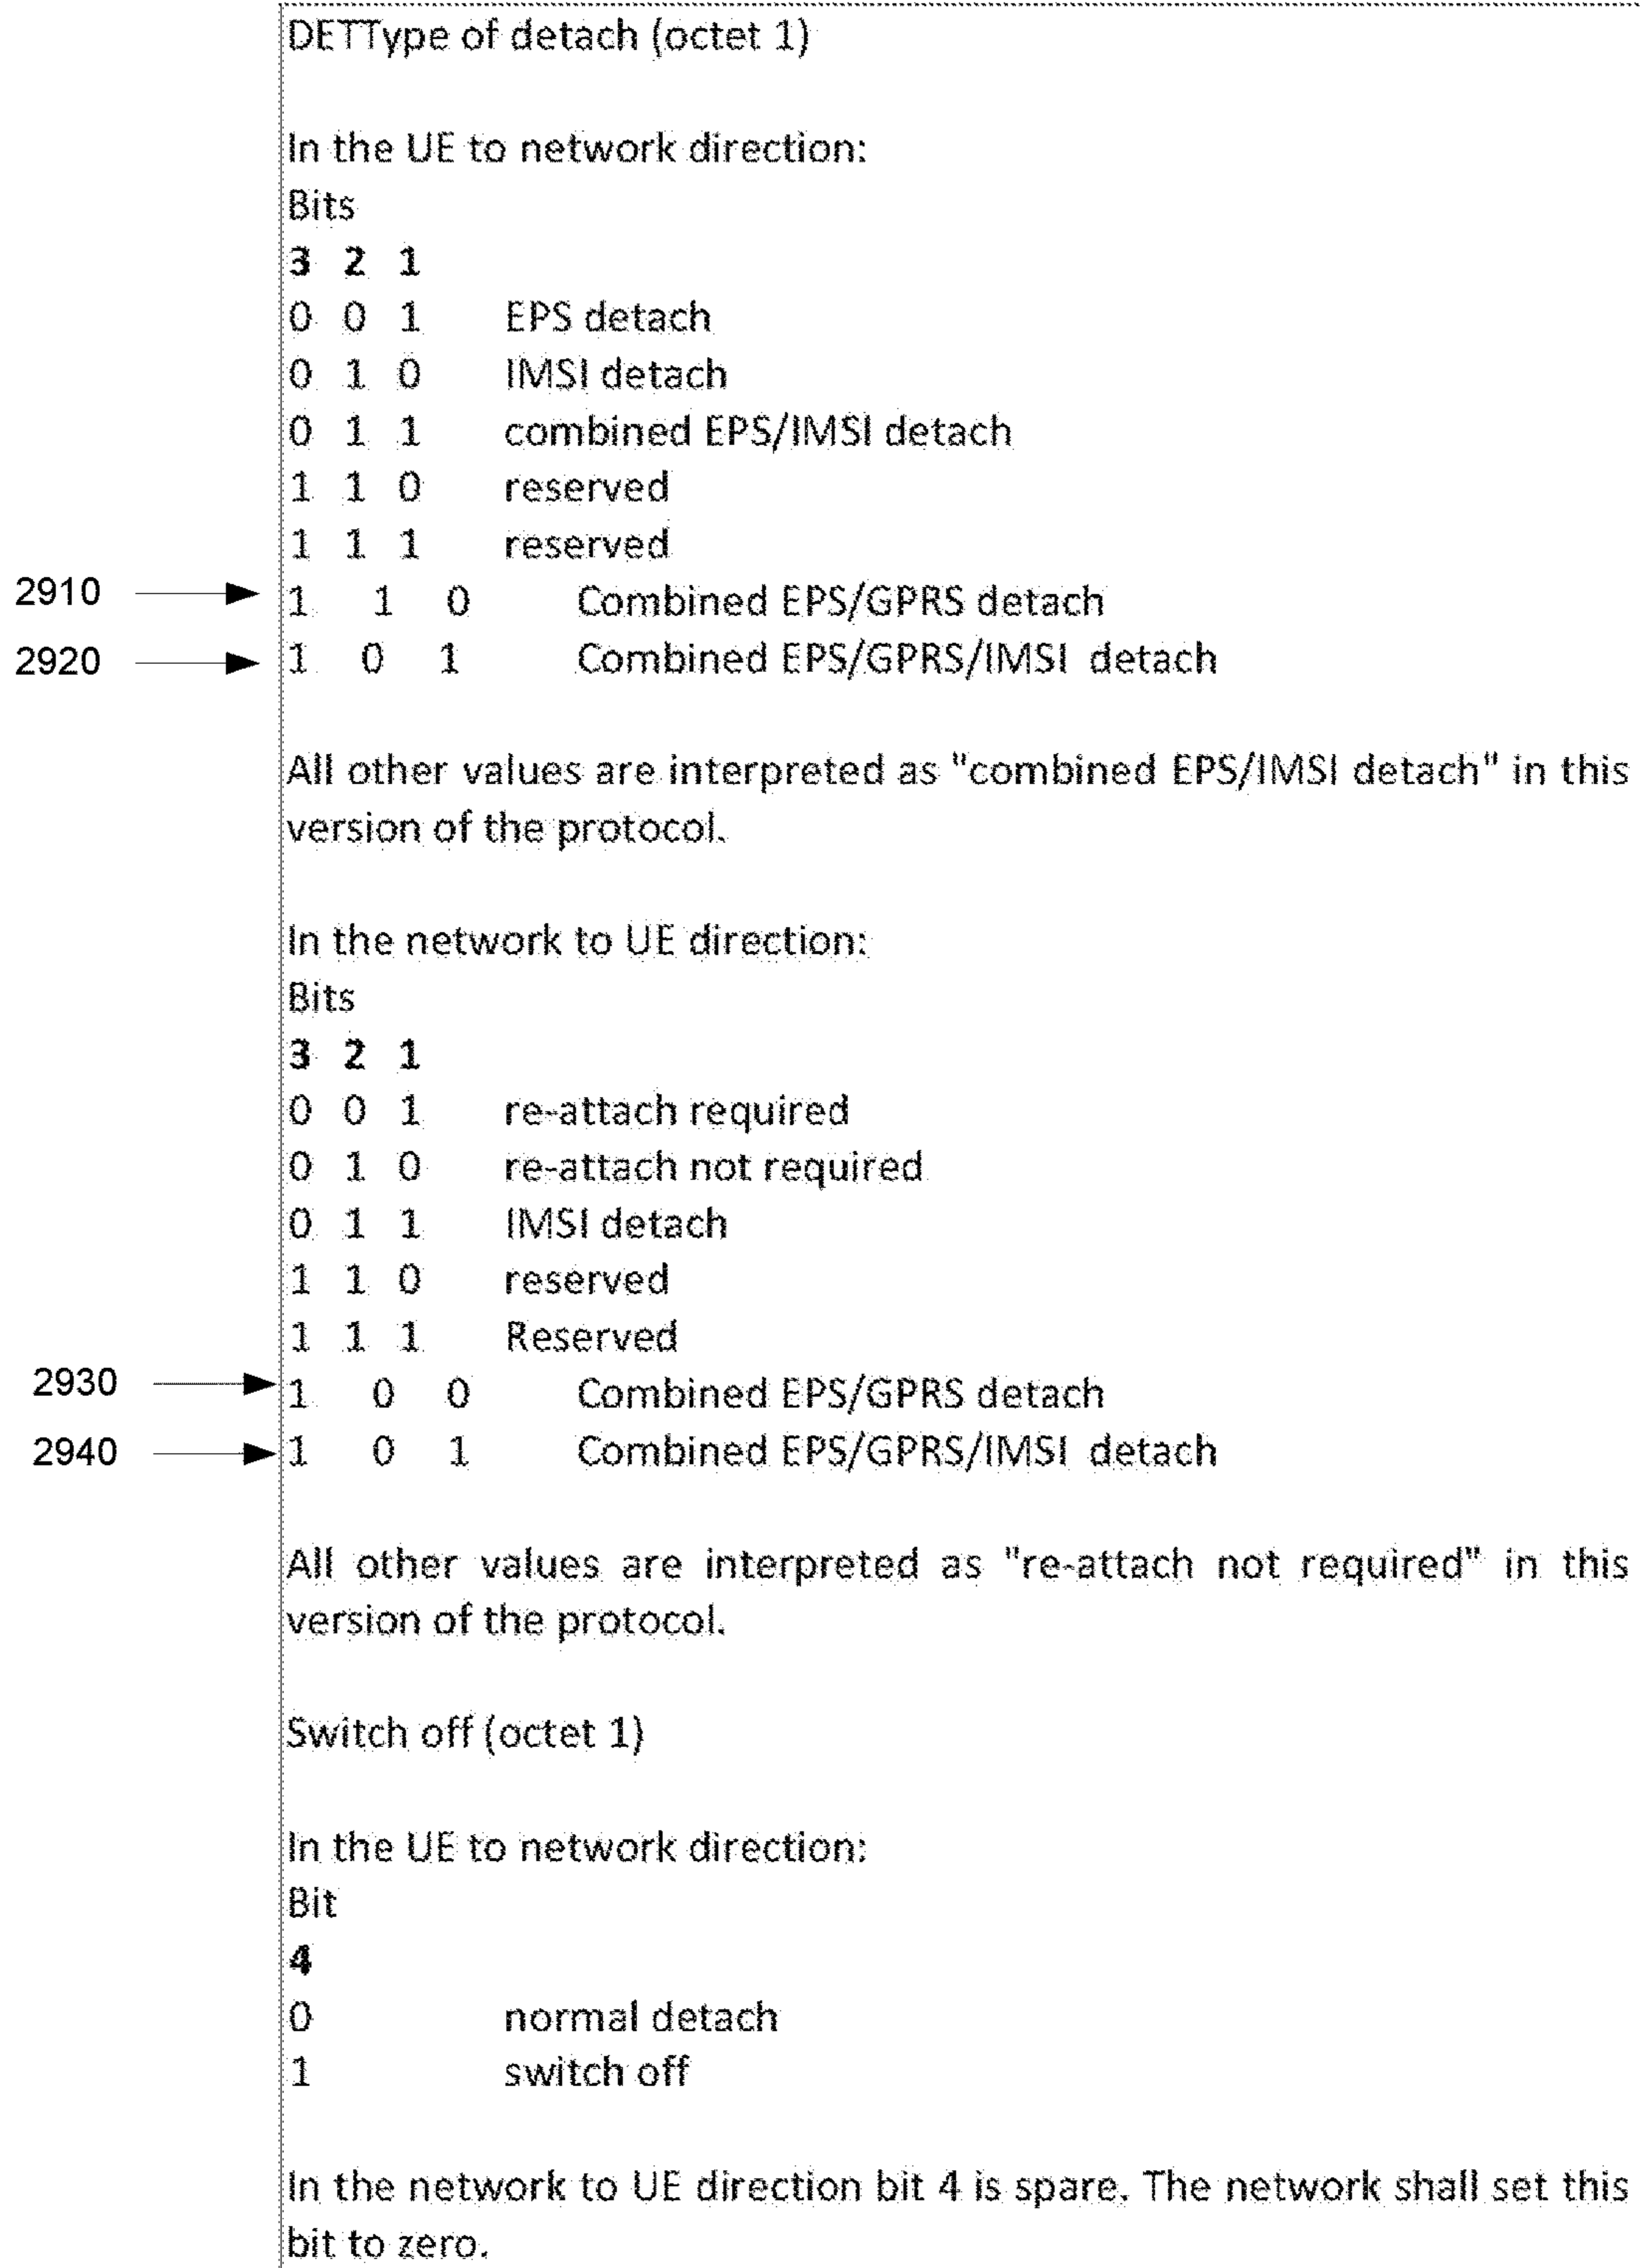 DETType of detach (octet 1)
In the UE to network direction:
Bits
3 2 1
0 0 1 EPS detach
0 1 0 IMSI detach
0 1 1 combined EPS/IMSI detach
1 1 0 reserved
1 1 1 reserved
2910 1 1 0 Combined EPS/GPRS detach
2920 1 0 1 Combined EPS/GPRS/IMSI detach
All other values are interpreted as "combined EPS/IMSI detach" in this
version of the protocol.
In the network to UE direction:
Bits
3 2 1
0 0 1 re-attach required
0 1 0 re-attach not required
0 1 1 IMSI detach
1 1 0 reserved
1 1 1 Reserved
2930 1 0 0 Combined EPS/GPRS detach
2940 1 0 1 Combined EPS/GPRS/IMSI detach
All other values are interpreted as "re-attach not required" in this
version of the protocol.
Switch off (octet 1)
In the UE to network direction:
Bit
4
0 normal detach
1 switch off
In the network to UE direction bit 4 is spare. The network shall set this
bit to zero.